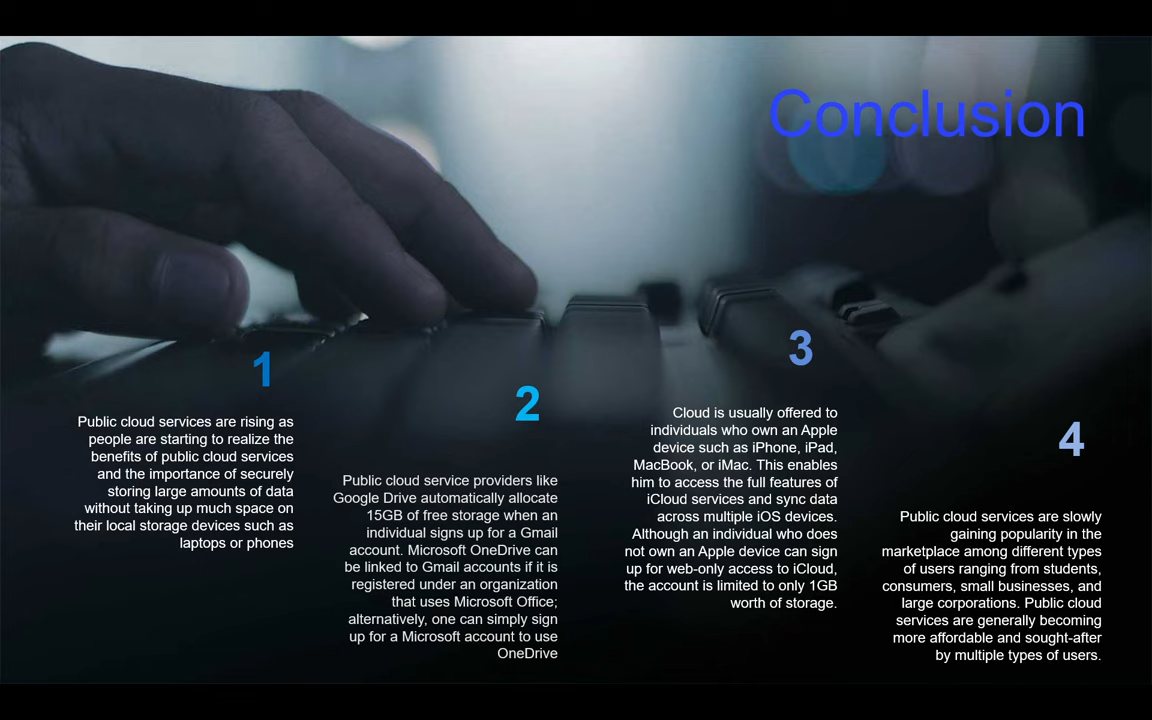 Conclusion
1
Public cloud services are rising as
people are starting to realize the
benefits of public cloud services
and the importance of securely
storing large amounts of data
without taking up much space on
their local storage devices such as
laptops or phones
2
Public cloud service providers like
Google Drive automatically allocate
15GB of free storage when an
individual signs up for a Gmail
account. Microsoft OneDrive can
be linked to Gmail accounts if it is
registered under an organization
that uses Microsoft Office;
alternatively, one can simply sign
up for a Microsoft account to use
OneDrive
3
Cloud is usually offered to
individuals who own an Apple
device such as iPhone, iPad,
MacBook, or iMac. This enables
him to access the full features of
iCloud services and sync data
across multiple iOS devices.
Although an individual who does
not own an Apple device can sign
up for web-only access to iCloud,
the account is limited to only 1GB
worth of storage.
4
Public cloud services are slowly
gaining popularity in the
marketplace among different types
of users ranging from students,
consumers, small businesses, and
large corporations. Public cloud
services are generally becoming
more affordable and sought-after
by multiple types of users.